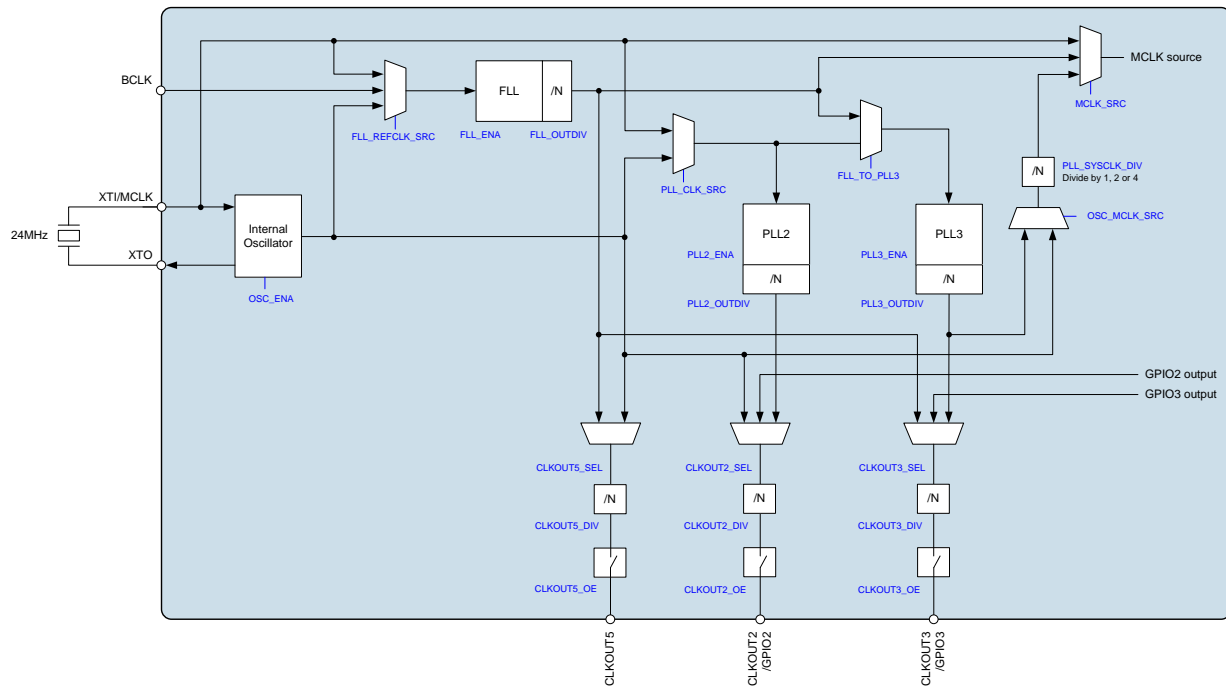 BCLK
FLL
/N
MCLK source
MCLK_SRC
FLL_REFCLK_SRC
FLL_ENA
FLL_OUTDIV
PLL_CLK_SRC
FLL_TO_PLL3
/N
PLL_SYSCLK_DIV
Divide by 1, 2 or 4
XTI/MCLK
24MHz
XTO
Internal
Oscillator
OSC_ENA
OSC_MCLK_SRC
PLL2
PLL2_ENA
/N
PLL2_OUTDIV
PLL3
PLL3_ENA
/N
PLL3_OUTDIV
GPIO2 output
GPIO3 output
CLKOUT5_SEL
CLKOUT2_SEL
CLKOUT3_SEL
/N
/N
/N
CLKOUT5_DIV
CLKOUT2_DIV
CLKOUT3_DIV
CLKOUT5_OE
CLKOUT2_OE
CLKOUT3_OE
CLKOUT5
CLKOUT2
/GPIO2
CLKOUT3
/GPIO3